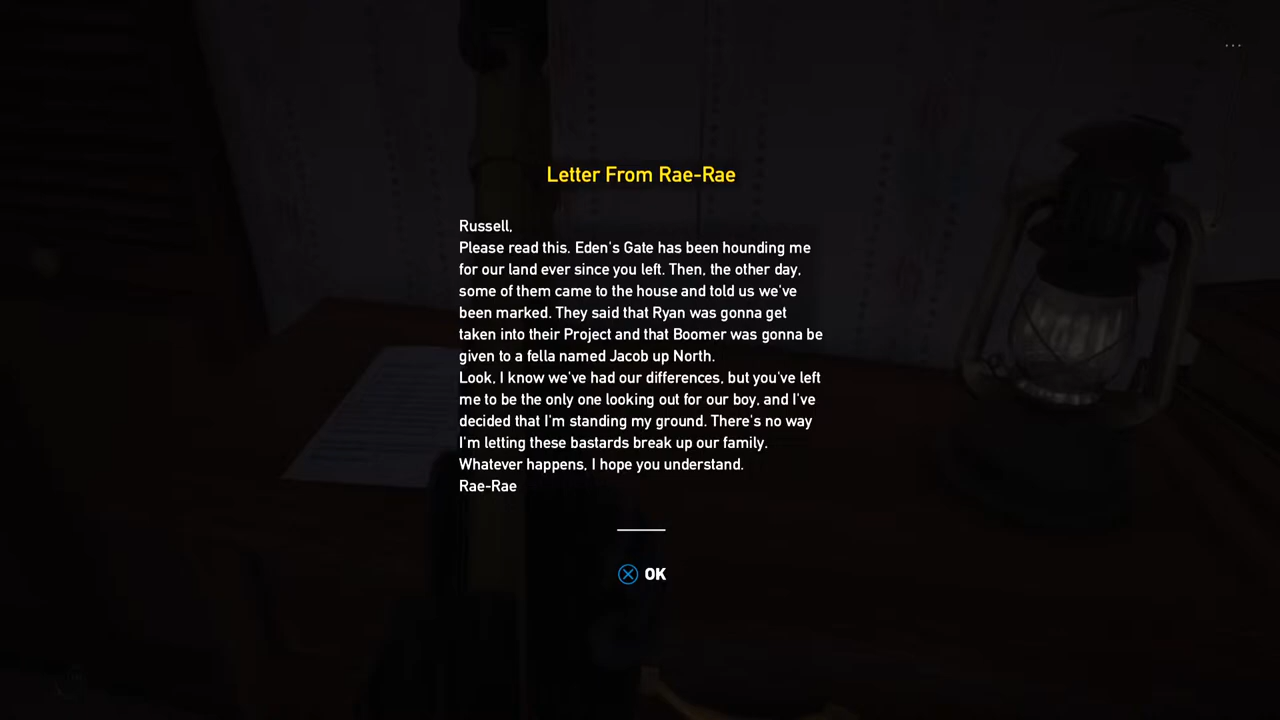 ...
Letter From Rae-Rae
Russell,
Please read this. Eden's Gate has been hounding me
for our land ever since you left. Then, the other day,
some of them came to the house and told us we've
been marked. They said that Ryan was gonna get
taken into their Project and that Boomer was gonna be
given to a fella named Jacob up North.
Look, I know we've had our differences, but you've left
me to be the only one looking out for our boy, and I've
decided that I'm standing my ground. There's no way
I'm letting these bastards break up our family.
Whatever happens, I hope you understand.
Rae-Rae
OK